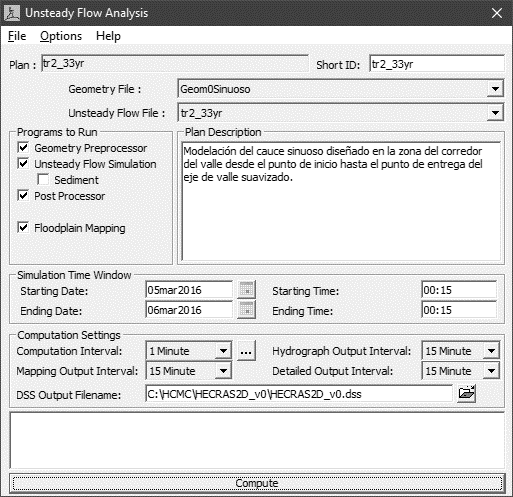 Unsteady Flow Analysis
File Options Help
Plan : tr2_33yr Short ID: tr2_33yr
Geometry File : Geom0Sinuoso
Unsteady Flow File : tr2_33yr
Programs to Run
Geometry Preprocessor
Unsteady Flow Simulation
Sediment
Post Processor
Floodplain Mapping
Plan Description
Modelación del cauce sinuoso diseñado en la zona del corredor
del valle desde el punto de inicio hasta el punto de entrega del
eje de valle suavizado.
Simulation Time Window
Starting Date: 05mar2016 Starting Time: 00:15
Ending Date: 06mar2016 Ending Time: 00:15
Computation Settings
Computation Interval: 1 Minute ... Hydrograph Output Interval: 15 Minute
Mapping Output Interval: 15 Minute Detailed Output Interval: 15 Minute
DSS Output Filename: C:\HCMC\HECRAS2D_v0\HECRAS2D_v0.dss
Compute